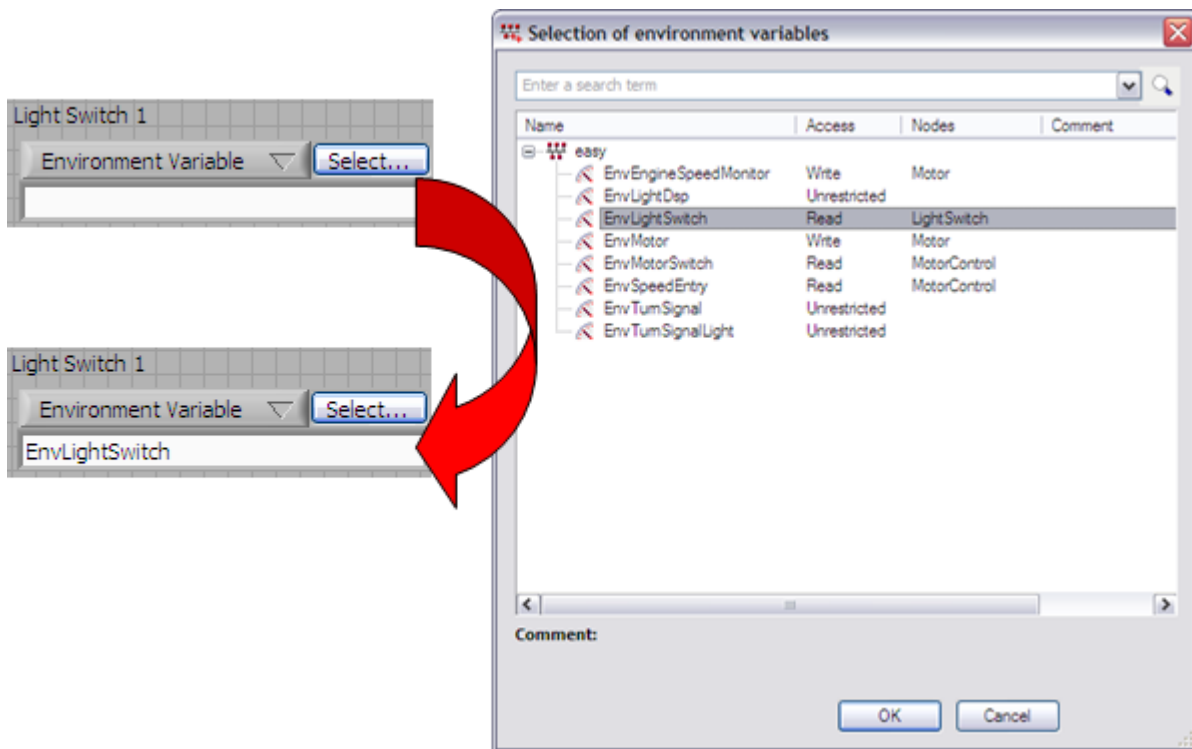 Light Switch 1
Environment Variable Select...
Light Switch 1
Environment Variable Select...
EnvLightSwitch
Selection of environment variables
Enter a search term
Name Access Nodes Comment
easy
EnvEngineSpeedMonitor Write Motor
EnvLightDsp Unrestricted
EnvLightSwitch Read LightSwitch
EnvMotor Write Motor
EnvMotorSwitch Read MotorControl
EnvSpeedEntry Read MotorControl
EnvTurnSignal Unrestricted
EnvTurnSignalLight Unrestricted
Comment:
OK Cancel